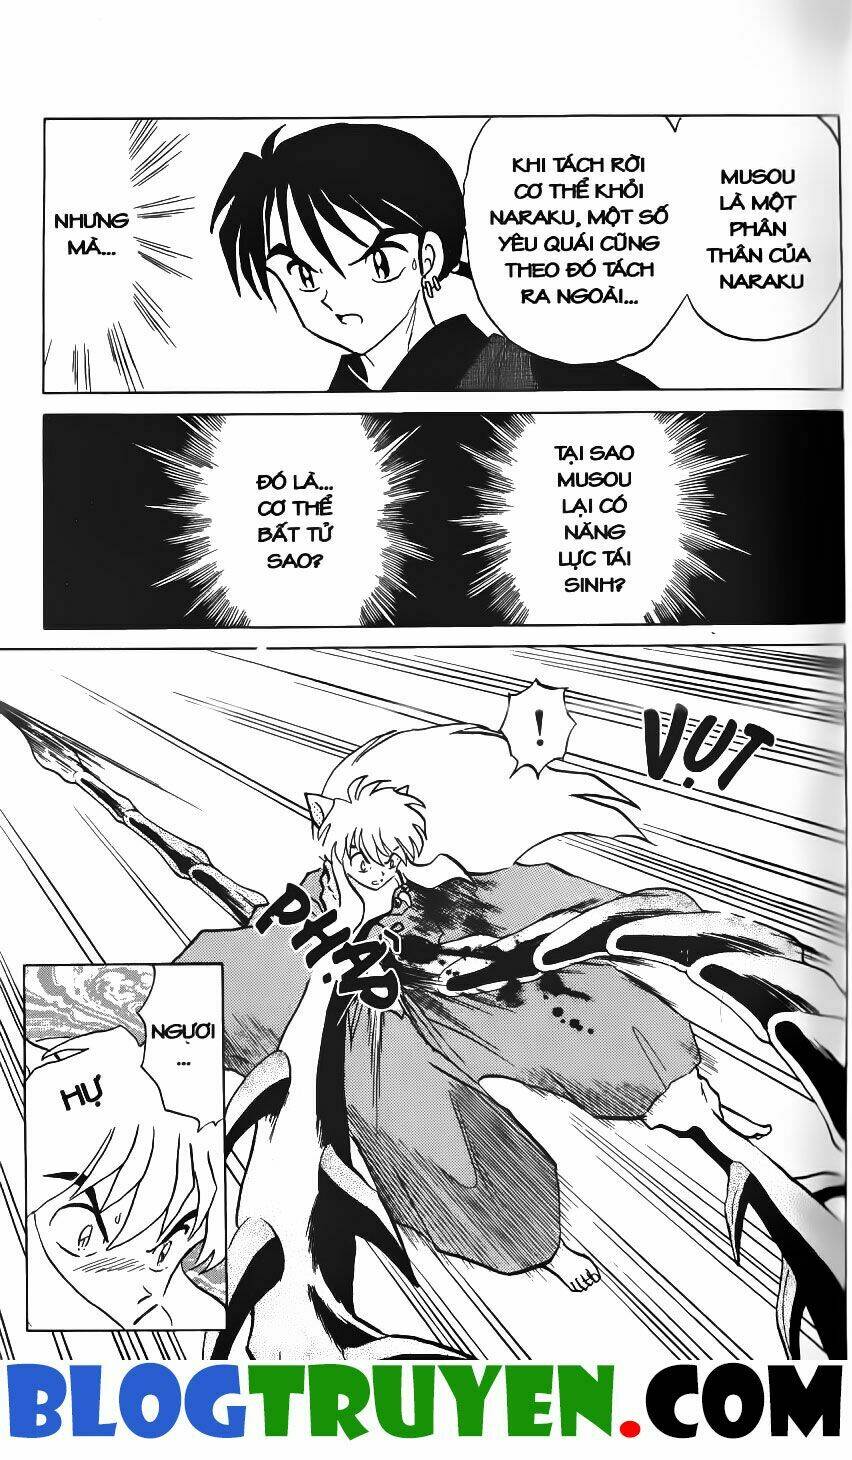 MUSOU
LÀ MỘT
PHÂN
THÂN CỦA
NARAKU
KHI TÁCH RỜI
CƠ THỂ KHỎI
NARAKU, MỘT SỐ
YÊU QUÁI CŨNG
THEO ĐÓ TÁCH
RA NGOÀI...
NHƯNG
MÀ...
TẠI SAO
MUSOU
LẠI CÓ
NĂNG
LỰC TÁI
SINH?
ĐÓ LÀ...
CƠ THỂ
BẤT TỬ
SAO?
!
VỤT
PHẬP
NGƯƠI
...
HỰ
BLOGTRUYEN.COM